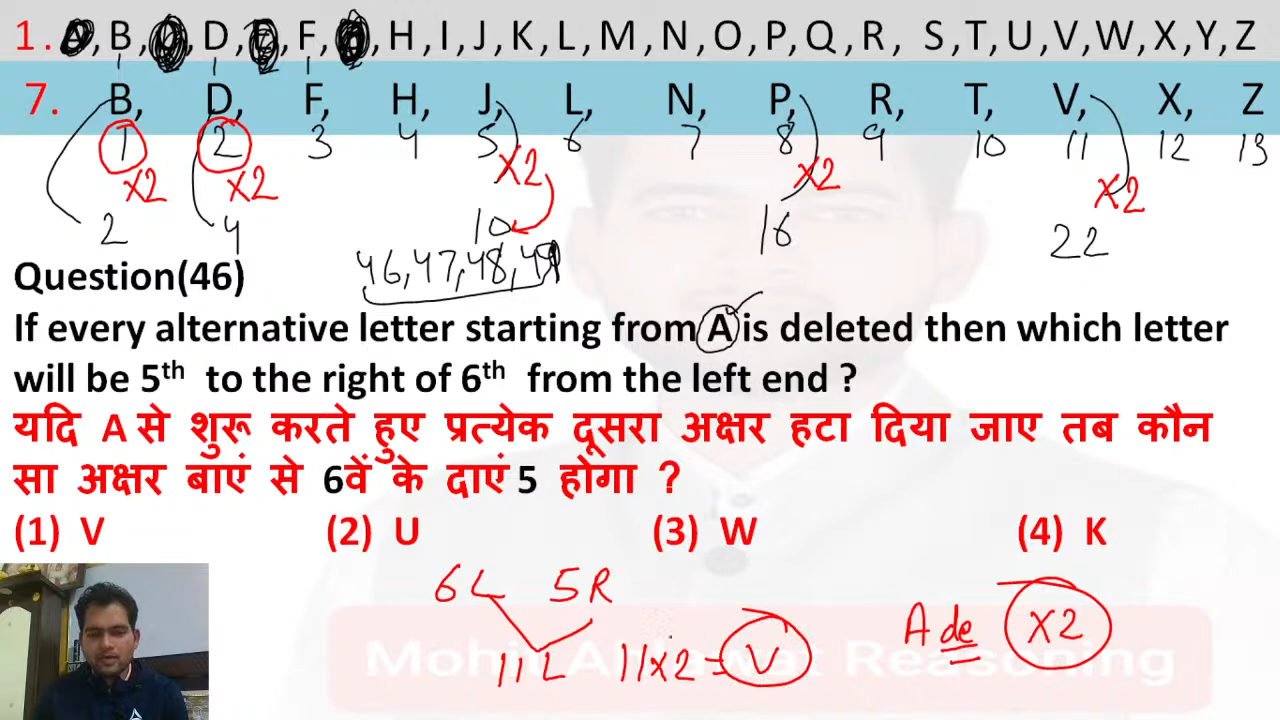 1. A, B, C, D, E, F, G, H, I, J, K, L, M, N, O, P, Q, R, S, T, U, V, W, X, Y, Z
7. B, D, F, H, J, L, N, P, R, T, V, X, Z
1 2 3 4 5 6 7 8 9 10 11 12 13
X2 X2 X2 X2 X2
2 4 10 16 22
46, 47, 48, 49
Question(46)
If every alternative letter starting from A is deleted then which letter
will be 5th to the right of 6th from the left end ?
यदि A से शुरू करते हुए प्रत्येक दूसरा अक्षर हटा दिया जाए तब कौन
सा अक्षर बाएं से 6वें के दाएं 5 होगा ?
(1) V (2) U (3) W (4) K
6L 5R
A de X2
11L 11x2 = V
Mohit Ahlawat Reasoning